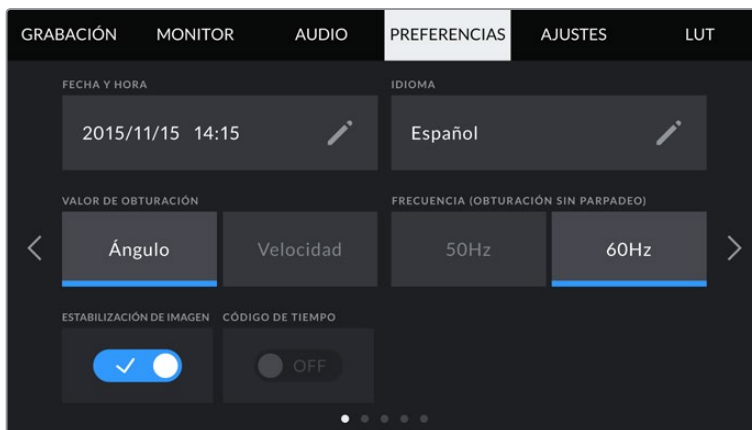 GRABACIÓN MONITOR AUDIO PREFERENCIAS AJUSTES LUT
FECHA Y HORA IDIOMA
2015/11/15 14:15 Español
VALOR DE OBTURACIÓN FRECUENCIA (OBTURACIÓN SIN PARPADEO)
Ángulo Velocidad 50Hz 60Hz
ESTABILIZACIÓN DE IMAGEN CÓDIGO DE TIEMPO
OFF